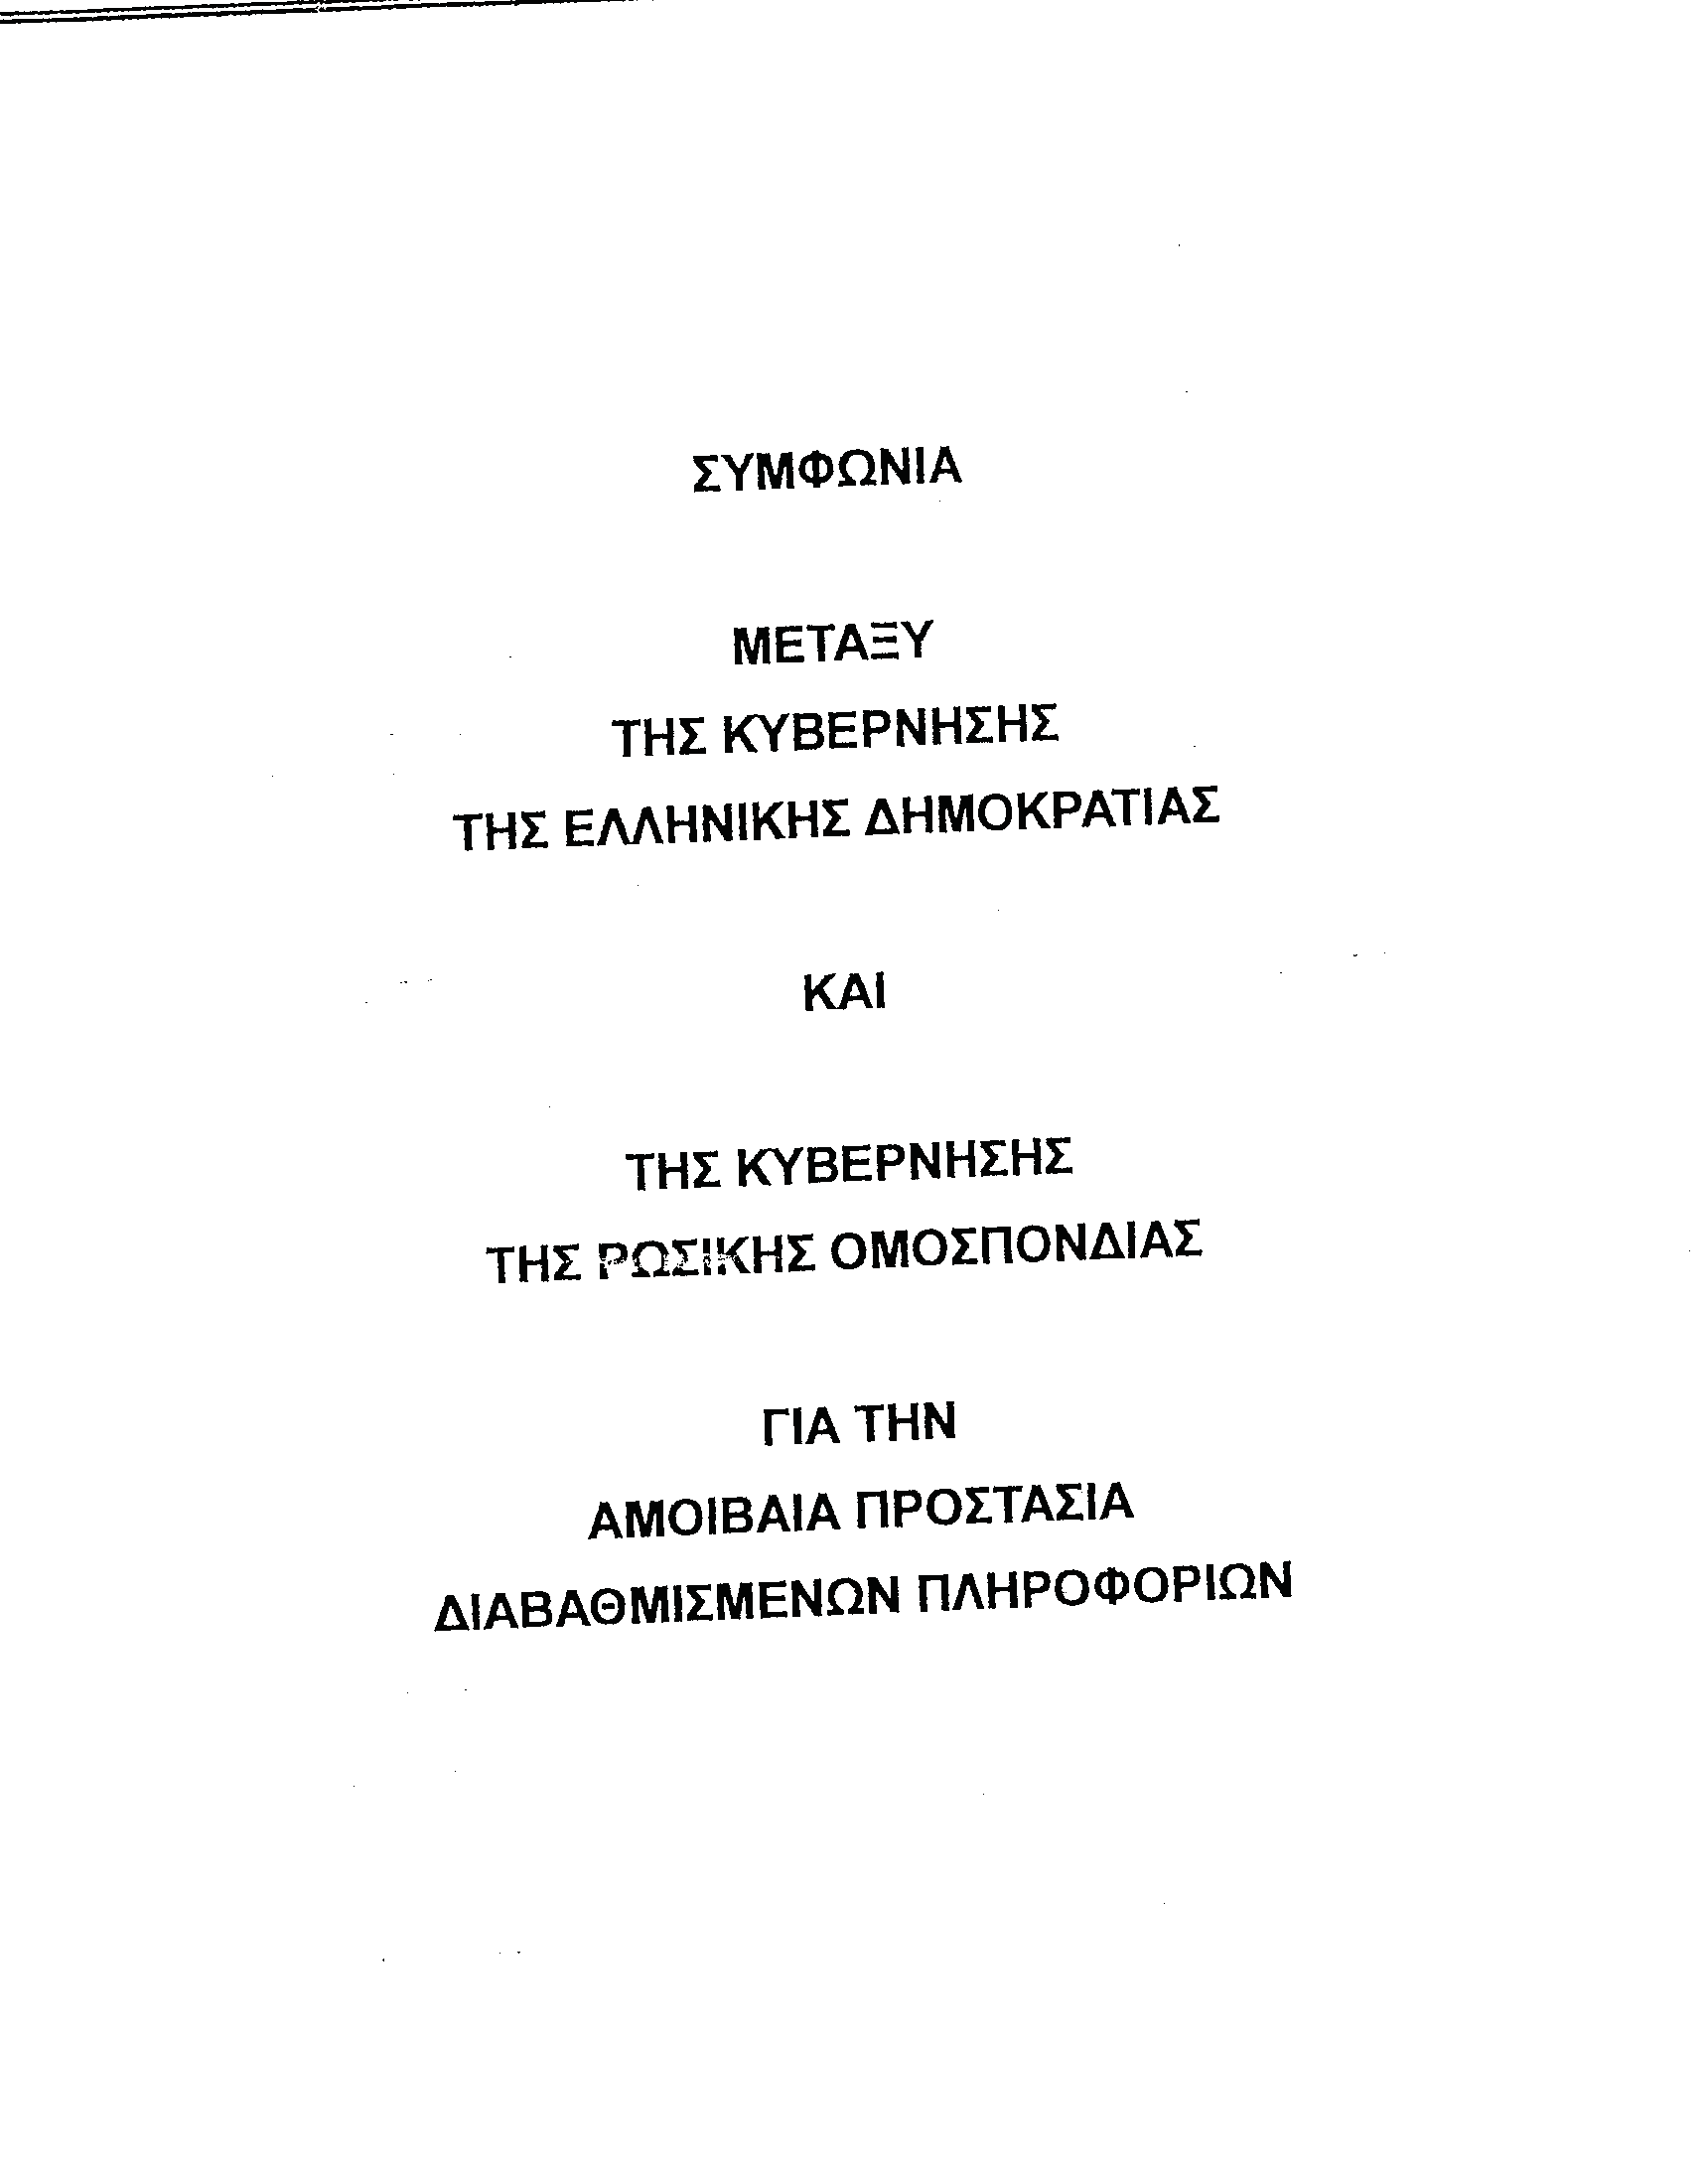 ΣΥΜΦΩΝΙΑ
ΜΕΤΑΞΥ
ΤΗΣ ΚΥΒΕΡΝΗΣΗΣ
ΤΗΣ ΕΛΛΗΝΙΚΗΣ ΔΗΜΟΚΡΑΤΙΑΣ
ΚΑΙ
ΤΗΣ ΚΥΒΕΡΝΗΣΗΣ
ΤΗΣ ΡΩΣΙΚΗΣ ΟΜΟΣΠΟΝΔΙΑΣ
ΓΙΑ ΤΗΝ
ΑΜΟΙΒΑΙΑ ΠΡΟΣΤΑΣΙΑ
ΔΙΑΒΑΘΜΙΣΜΕΝΩΝ ΠΛΗΡΟΦΟΡΙΩΝ